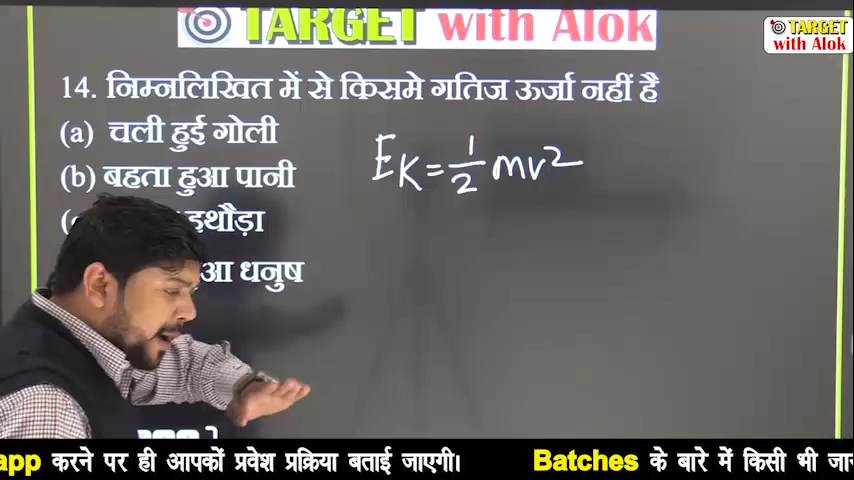 TARGET with Alok
TARGET
with Alok
14. निम्नलिखित में से किसमे गतिज ऊर्जा नहीं है
(a) चली हुई गोली
(b) बहता हुआ पानी
हथौड़ा
आ धनुष
E_K = 1/2 mv²
app करने पर ही आपकों प्रवेश प्रक्रिया बताई जाएगी। Batches के बारे में किसी भी जान